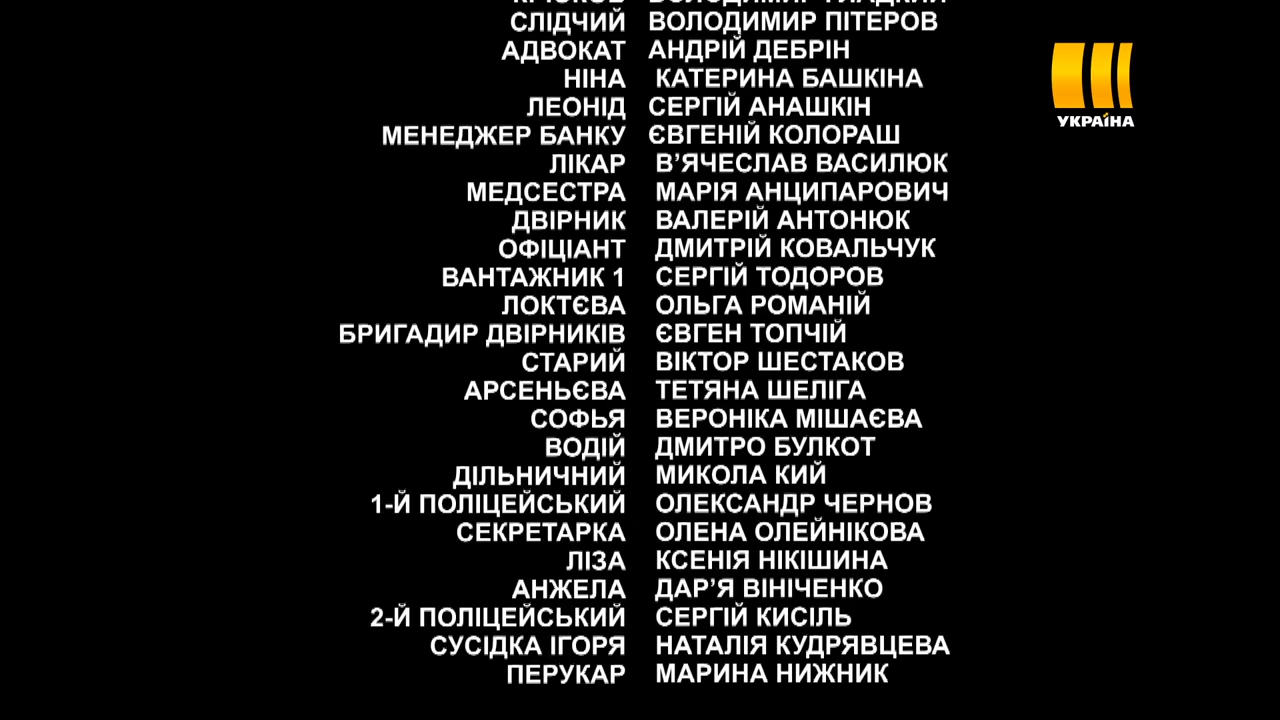 СЛІДЧИЙ ВОЛОДИМИР ПІТЕРОВ
АДВОКАТ АНДРІЙ ДЕБРІН
НІНА КАТЕРИНА БАШКІНА
ЛЕОНІД СЕРГІЙ АНАШКІН
МЕНЕДЖЕР БАНКУ ЄВГЕНІЙ КОЛОРАШ
ЛІКАР В’ЯЧЕСЛАВ ВАСИЛЮК
МЕДСЕСТРА МАРІЯ АНЦИПАРОВИЧ
ДВІРНИК ВАЛЕРІЙ АНТОНЮК
ОФІЦІАНТ ДМИТРІЙ КОВАЛЬЧУК
ВАНТАЖНИК 1 СЕРГІЙ ТОДОРОВ
ЛОКТЄВА ОЛЬГА РОМАНІЙ
БРИГАДИР ДВІРНИКІВ ЄВГЕН ТОПЧІЙ
СТАРИЙ ВІКТОР ШЕСТАКОВ
АРСЕНЬЄВА ТЕТЯНА ШЕЛІГА
СОФЬЯ ВЕРОНІКА МІШАЄВА
ВОДІЙ ДМИТРО БУЛКОТ
ДІЛЬНИЧНИЙ МИКОЛА КИЙ
1-Й ПОЛІЦЕЙСЬКИЙ ОЛЕКСАНДР ЧЕРНОВ
СЕКРЕТАРКА ОЛЕНА ОЛЕЙНІКОВА
ЛІЗА КСЕНІЯ НІКІШИНА
АНЖЕЛА ДАР’Я ВІНІЧЕНКО
2-Й ПОЛІЦЕЙСЬКИЙ СЕРГІЙ КИСІЛЬ
СУСІДКА ІГОРЯ НАТАЛІЯ КУДРЯВЦЕВА
ПЕРУКАР МАРИНА НИЖНИК
УКРАЇНА